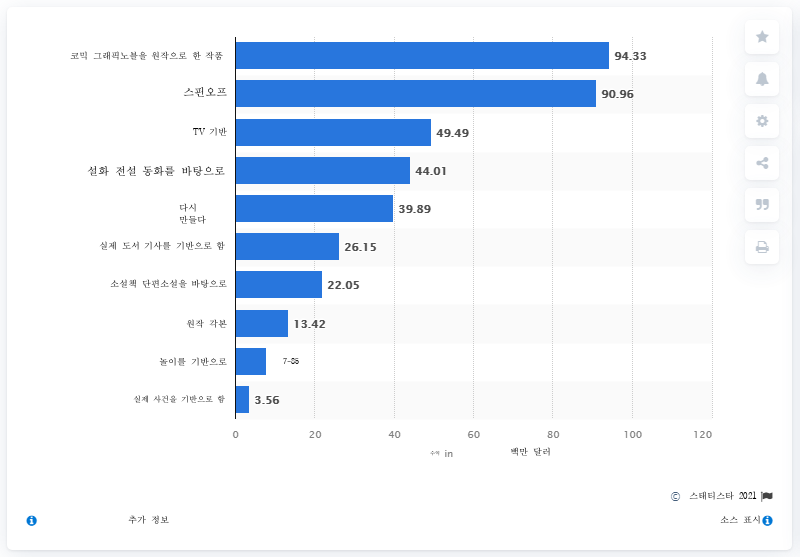 코믹 그래픽노블을 원작으로 한 작품
94.33
스핀오프
90.96
TV 기반
49.49
설화 전설 동화를 바탕으로
44.01
다시
만들다
39.89
실제 도서 기사를 기반으로 함
26.15
소설책 단편소설을 바탕으로
22.05
원작 각본
13.42
놀이를 기반으로
7-85
실제 사건을 기반으로 함
3.56
0 20 40 60 80 100 120
수익 in 백만 달러
© 스태티스타 2021
추가 정보
소스 표시